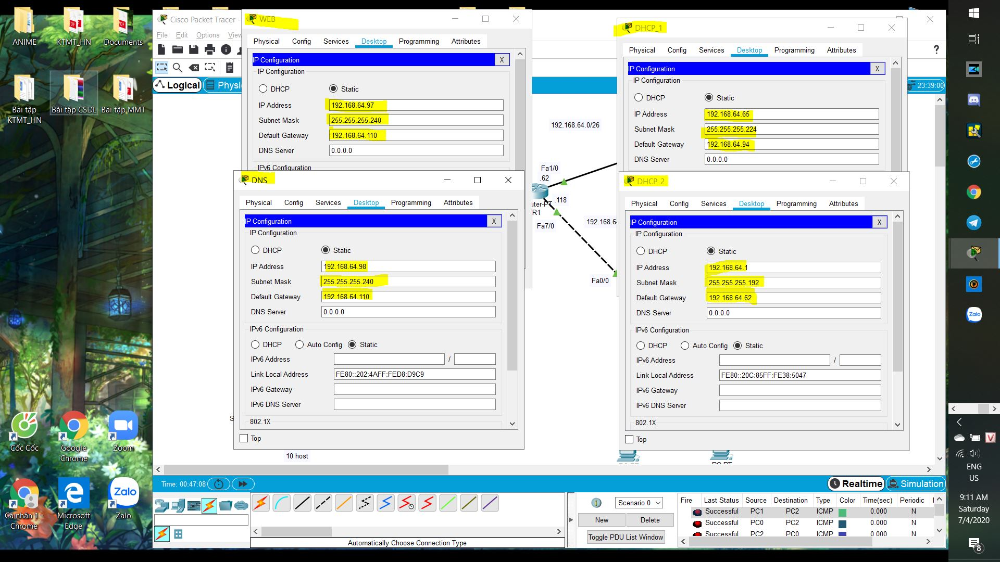 ANIME
KTMT_HN
Documents
Bài tập KTMT_HN
Bài tập CSDL
Bài tập MMT
Cốc Cốc
Google Chrome
Zoom
Cá nhân 1 - Chrome
Microsoft Edge
Zalo
Cisco Packet Tracer -
File Edit Options View
Logical
Physi
23:39:00
WEB
Physical Config Services Desktop Programming Attributes
IP Configuration X
IP Configuration
DHCP Static
IP Address 192.168.64.97
Subnet Mask 255.255.255.240
Default Gateway 192.168.64.110
DNS Server 0.0.0.0
IPv6 Configuration
DHCP_1
Physical Config Services Desktop Programming Attributes
IP Configuration X
IP Configuration
DHCP Static
IP Address 192.168.64.65
Subnet Mask 255.255.255.224
Default Gateway 192.168.64.94
DNS Server 0.0.0.0
192.168.64.0/26
Fa1/0
.62
.118
uter-PT
R1
Fa7/0
192.168.64
Fa0/0
DNS
Physical Config Services Desktop Programming Attributes
IP Configuration X
IP Configuration
DHCP Static
IP Address 192.168.64.98
Subnet Mask 255.255.255.240
Default Gateway 192.168.64.110
DNS Server 0.0.0.0
IPv6 Configuration
DHCP Auto Config Static
IPv6 Address /
Link Local Address FE80::202:4AFF:FED8:D9C9
IPv6 Gateway
IPv6 DNS Server
802.1X
Top
DHCP_2
Physical Config Services Desktop Programming Attributes
IP Configuration X
IP Configuration
DHCP Static
IP Address 192.168.64.1
Subnet Mask 255.255.255.192
Default Gateway 192.168.64.62
DNS Server 0.0.0.0
IPv6 Configuration
DHCP Auto Config Static
IPv6 Address /
Link Local Address FE80::20C:85FF:FE38:5047
IPv6 Gateway
IPv6 DNS Server
802.1X
Top
S
10 host
Time: 00:47:08
Realtime
Simulation
Automatically Choose Connection Type
Scenario 0
New Delete
Toggle PDU List Window
Fire Last Status Source Destination Type Color Time(sec) Periodic
Successful PC1 PC2 ICMP 0.000 N
Successful PC0 PC2 ICMP 0.000 N
Successful PC2 PC0 ICMP 0.000 N
Zalo
ENG
US
9:11 AM
Saturday
7/4/2020
8